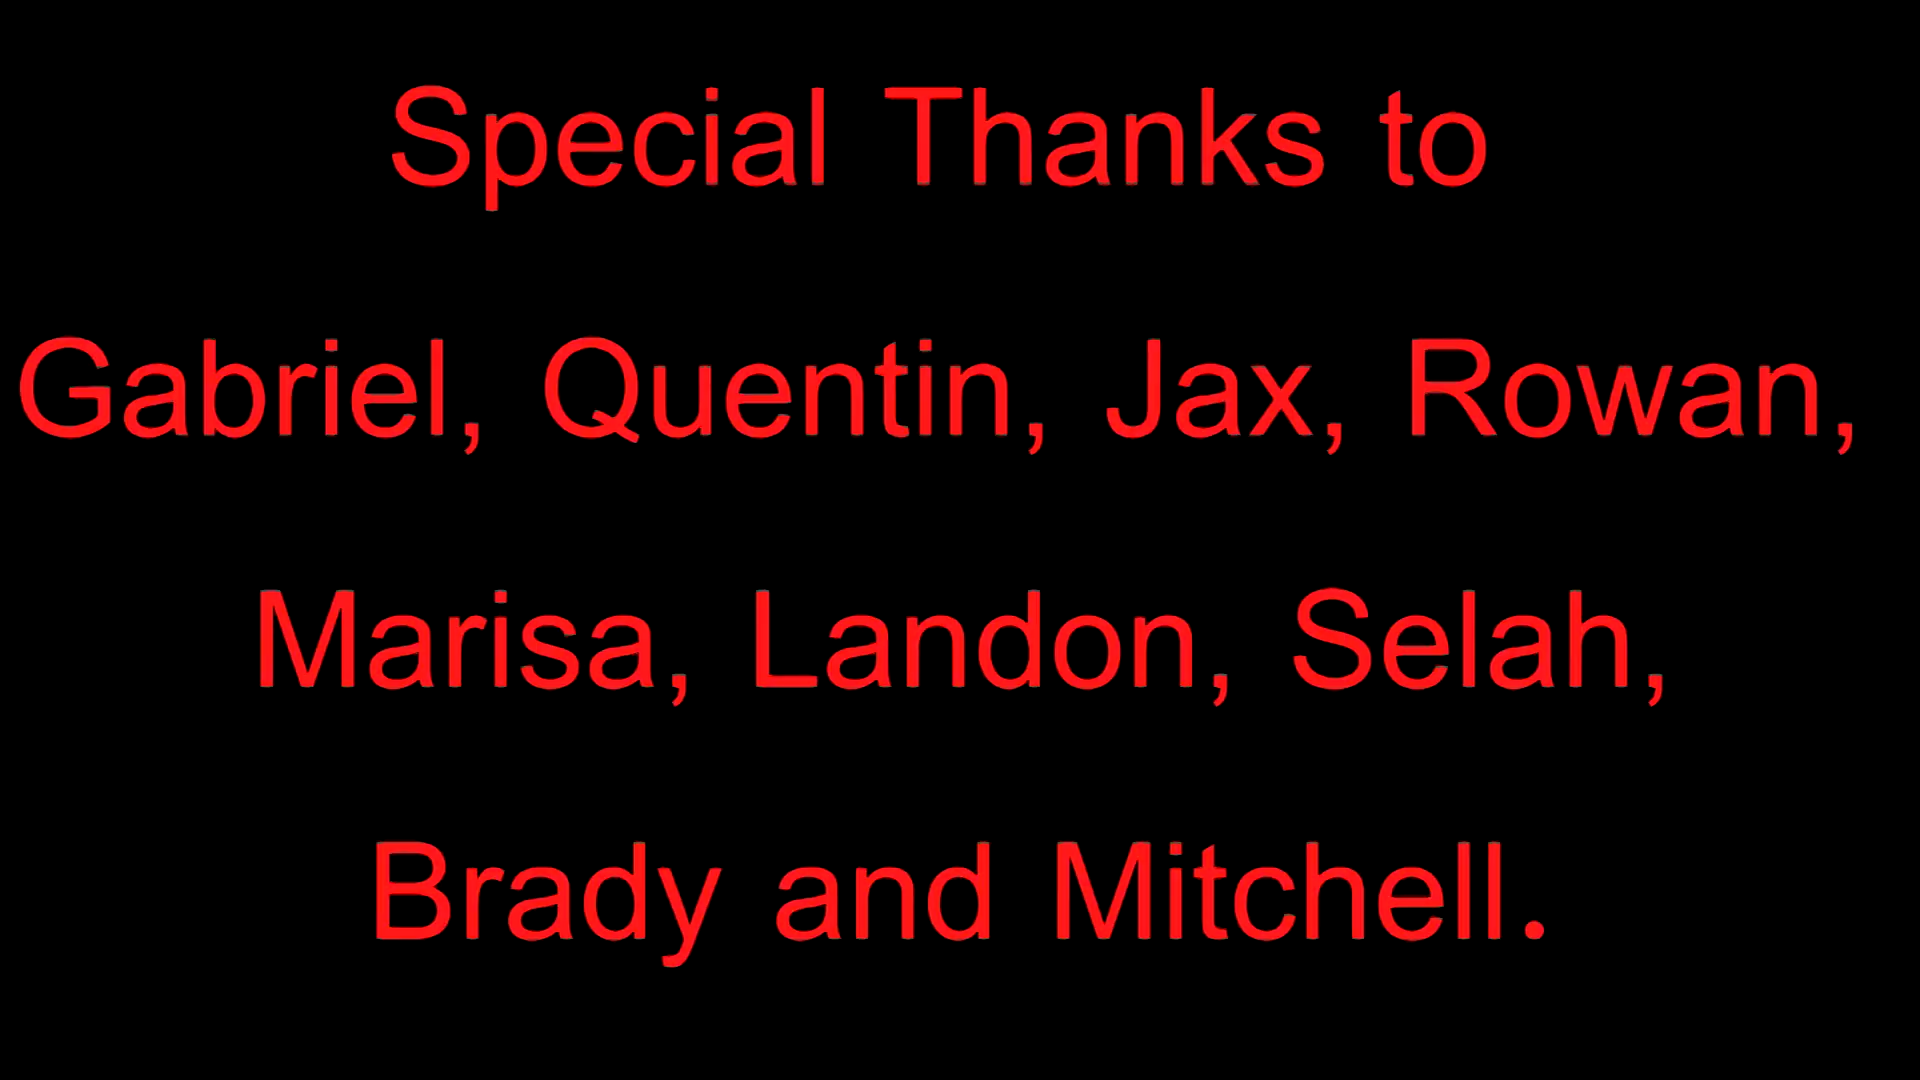 Special Thanks to
Gabriel, Quentin, Jax, Rowan,
Marisa, Landon, Selah,
Brady and Mitchell.